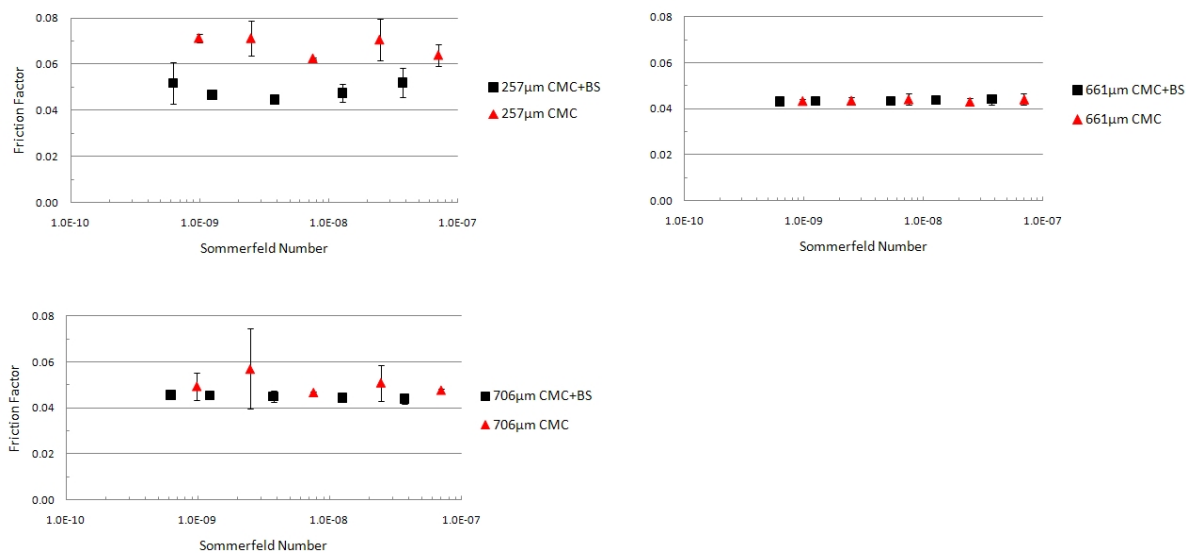 0.08
0.06
0.04
0.02
0.00
Friction Factor
1.0E-10 1.0E-09 1.0E-08 1.0E-07
Sommerfeld Number
257µm CMC+BS
257µm CMC
0.08
0.06
0.04
0.02
0.00
1.0E-10 1.0E-09 1.0E-08 1.0E-07
Sommerfeld Number
661µm CMC+BS
661µm CMC
0.08
0.06
0.04
0.02
0.00
Friction Factor
1.0E-10 1.0E-09 1.0E-08 1.0E-07
Sommerfeld Number
706µm CMC+BS
706µm CMC